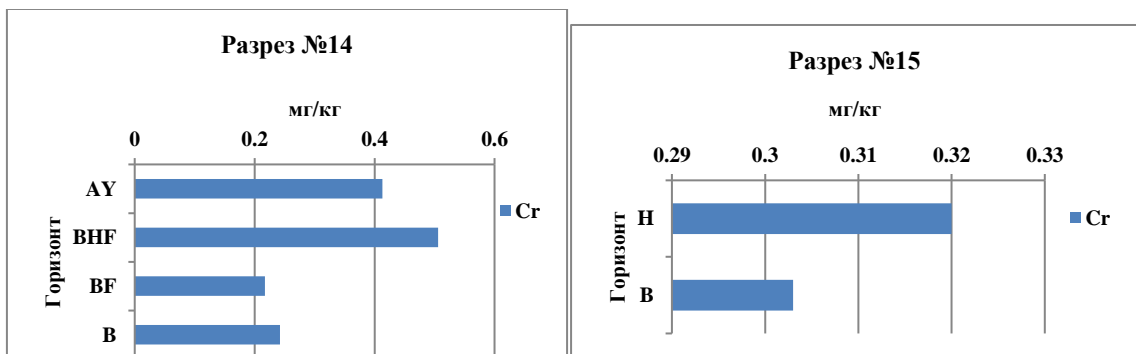 Разрез №14
мг/кг
0 0.2 0.4 0.6
AY
BHF
BF
B
Горизонт
Cr
Разрез №15
мг/кг
0.29 0.3 0.31 0.32 0.33
H
B
Горизонт
Cr